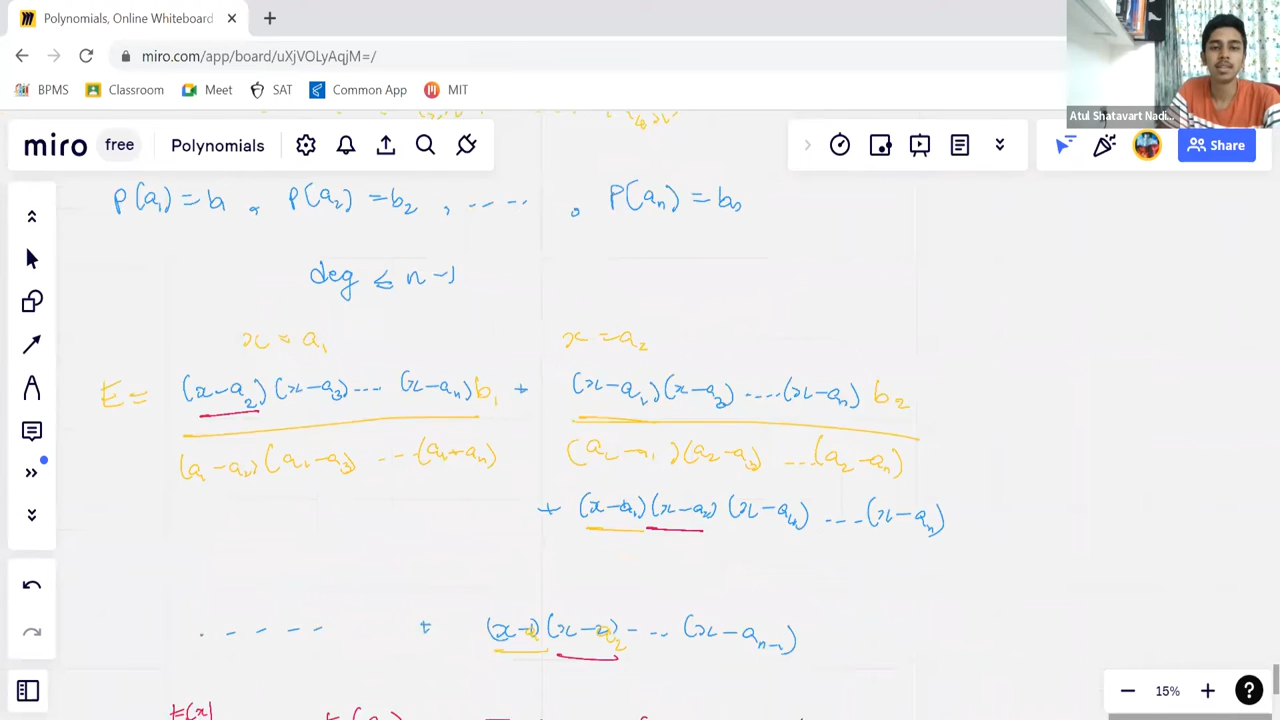 Polynomials, Online Whiteboard
miro.com/app/board/uXjVOLyAqjM=/
BPMS Classroom Meet SAT Common App MIT
Atul Shatavart Nadi...
miro free Polynomials Share
P(a₁) = b₁ , P(a₂) = b₂ , ..... , P(aₙ) = bₙ
deg ≤ n-1
x = a₁ x = a₂
E = (x-a₂)(x-a₃) ... (x-aₙ) b₁ + (x-a₁)(x-a₃) .... (x-aₙ) b₂
(a₁-a₂)(a₁-a₃) ... (a₁-aₙ) (a₂-a₁)(a₂-a₃) ... (a₂-aₙ)
+ (x-a₁)(x-a₂)(x-a₄) .... (x-aₙ)
..... + (x-a₁)(x-a₂) ... (x-aₙ₋₁)
E(x)
15%